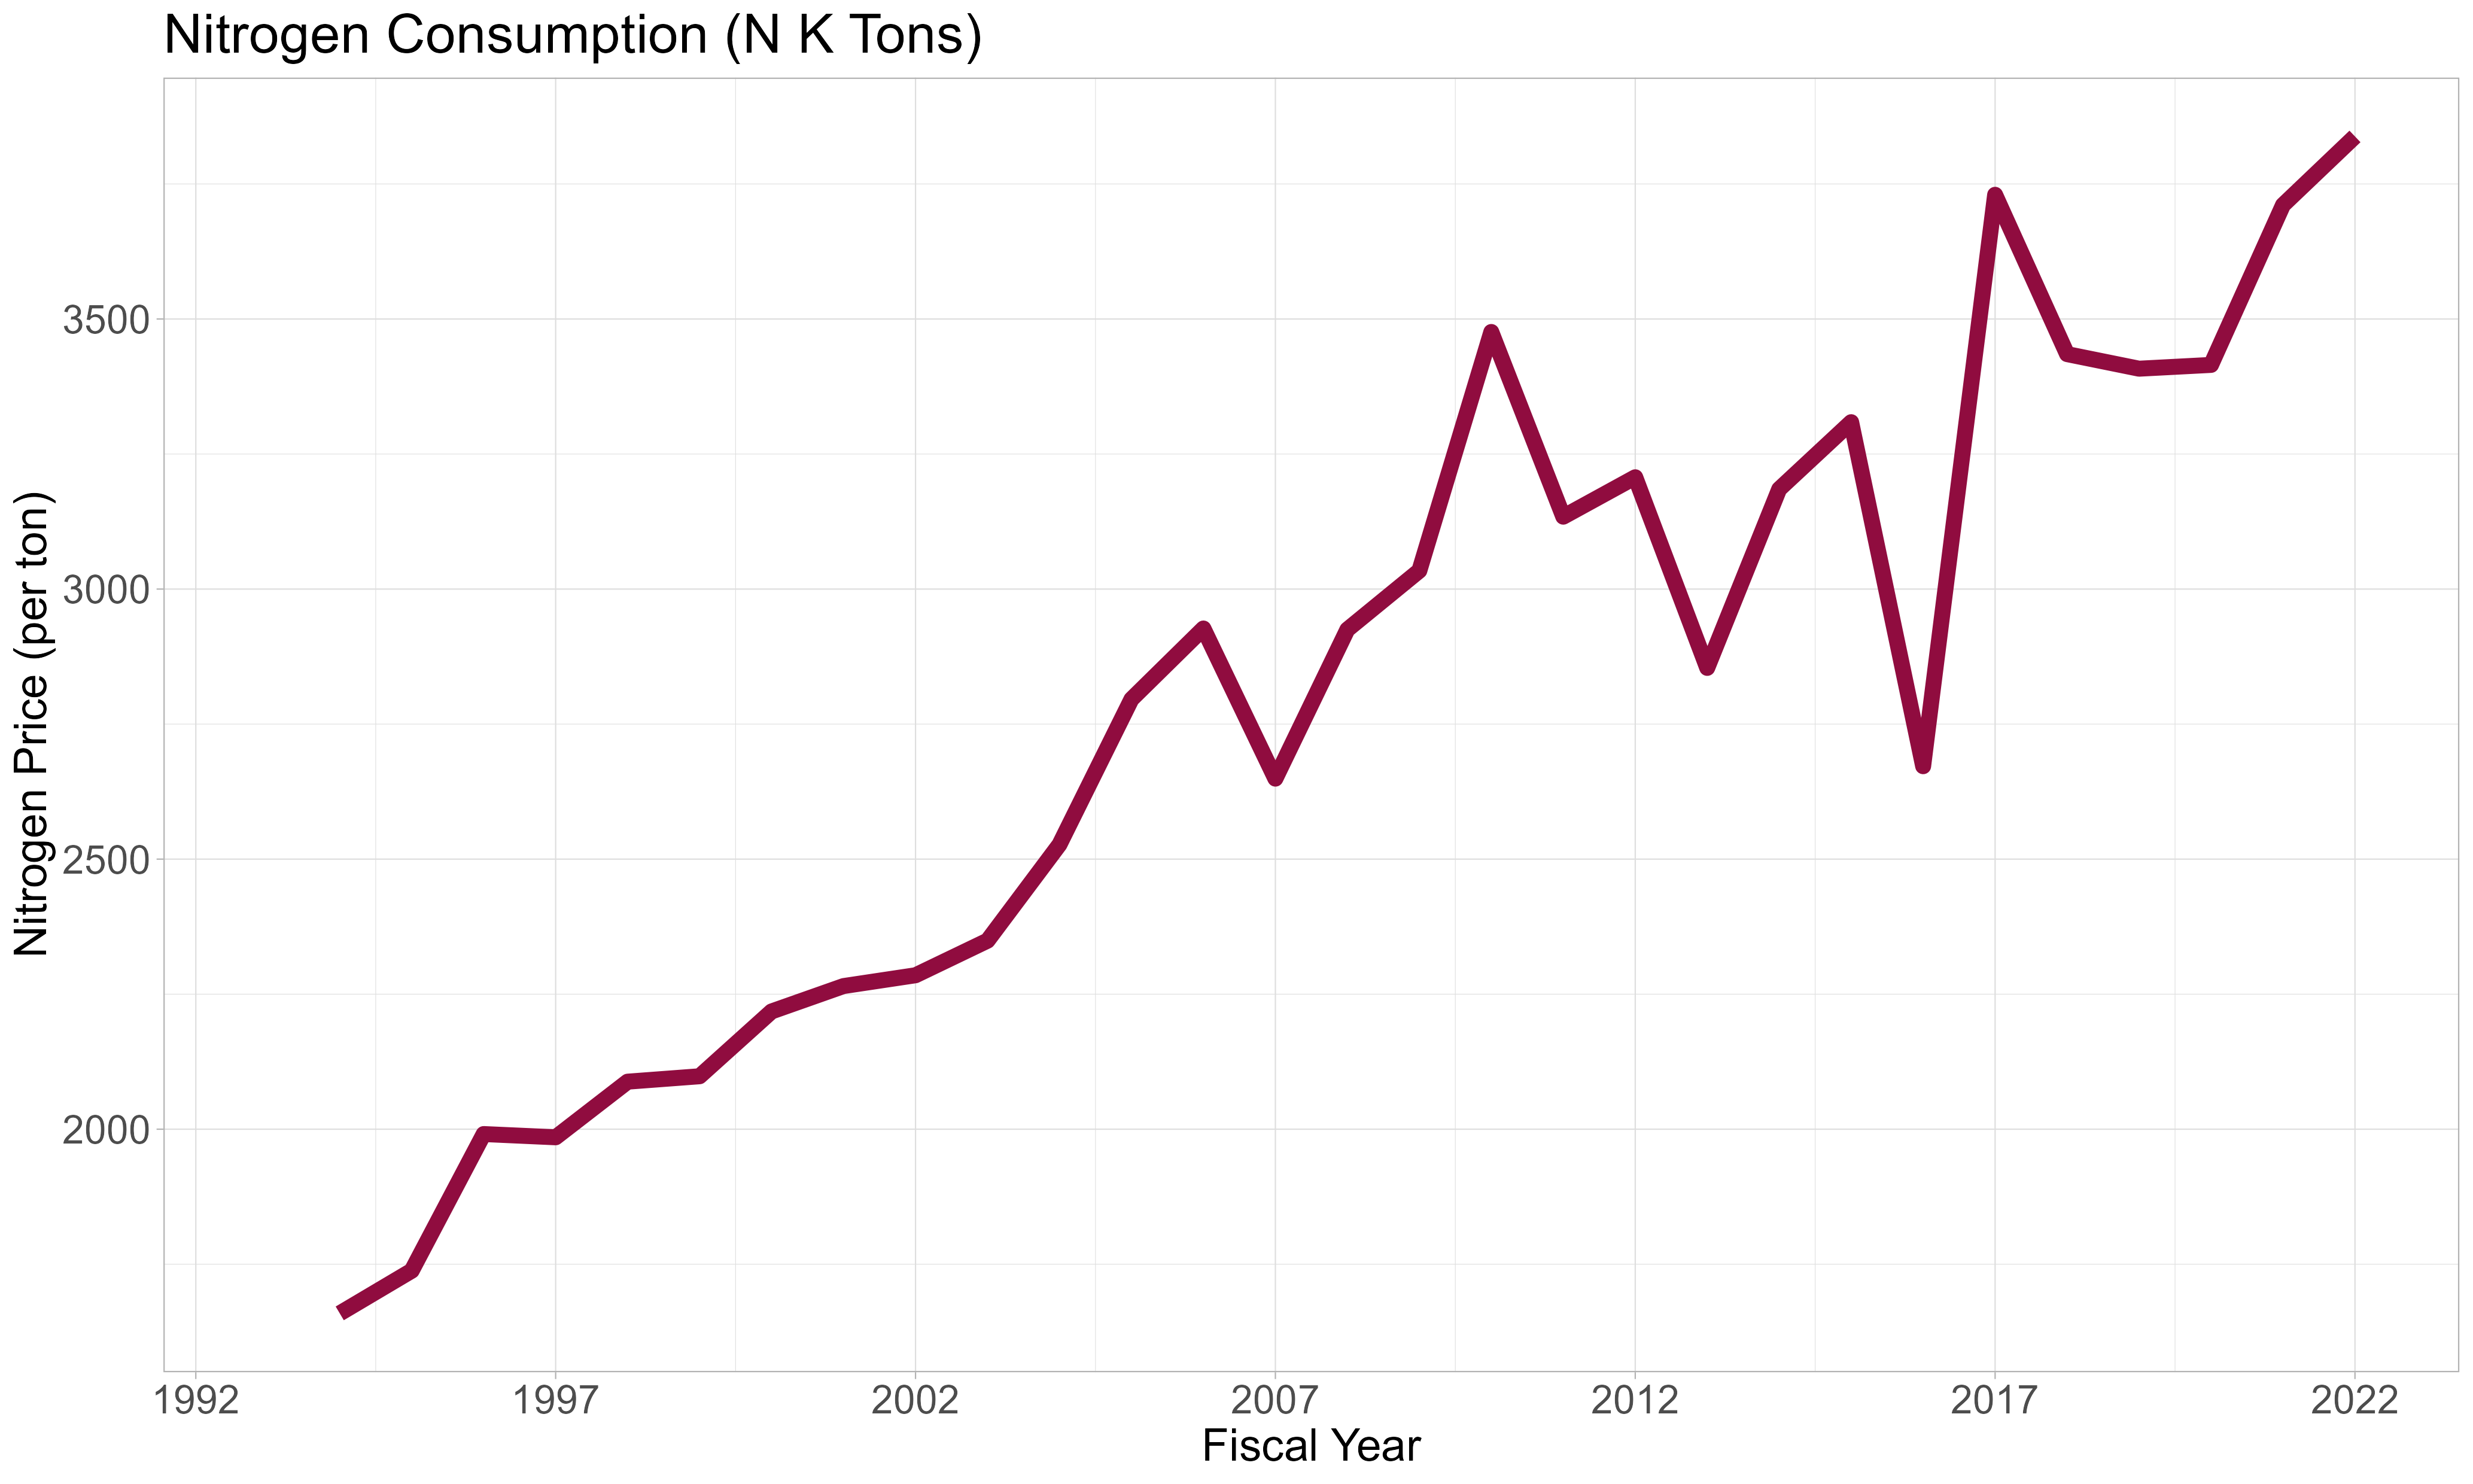 Nitrogen Consumption (N K Tons)
Nitrogen Price (per ton)
3500
3000
2500
2000
1992 1997 2002 2007 2012 2017 2022
Fiscal Year